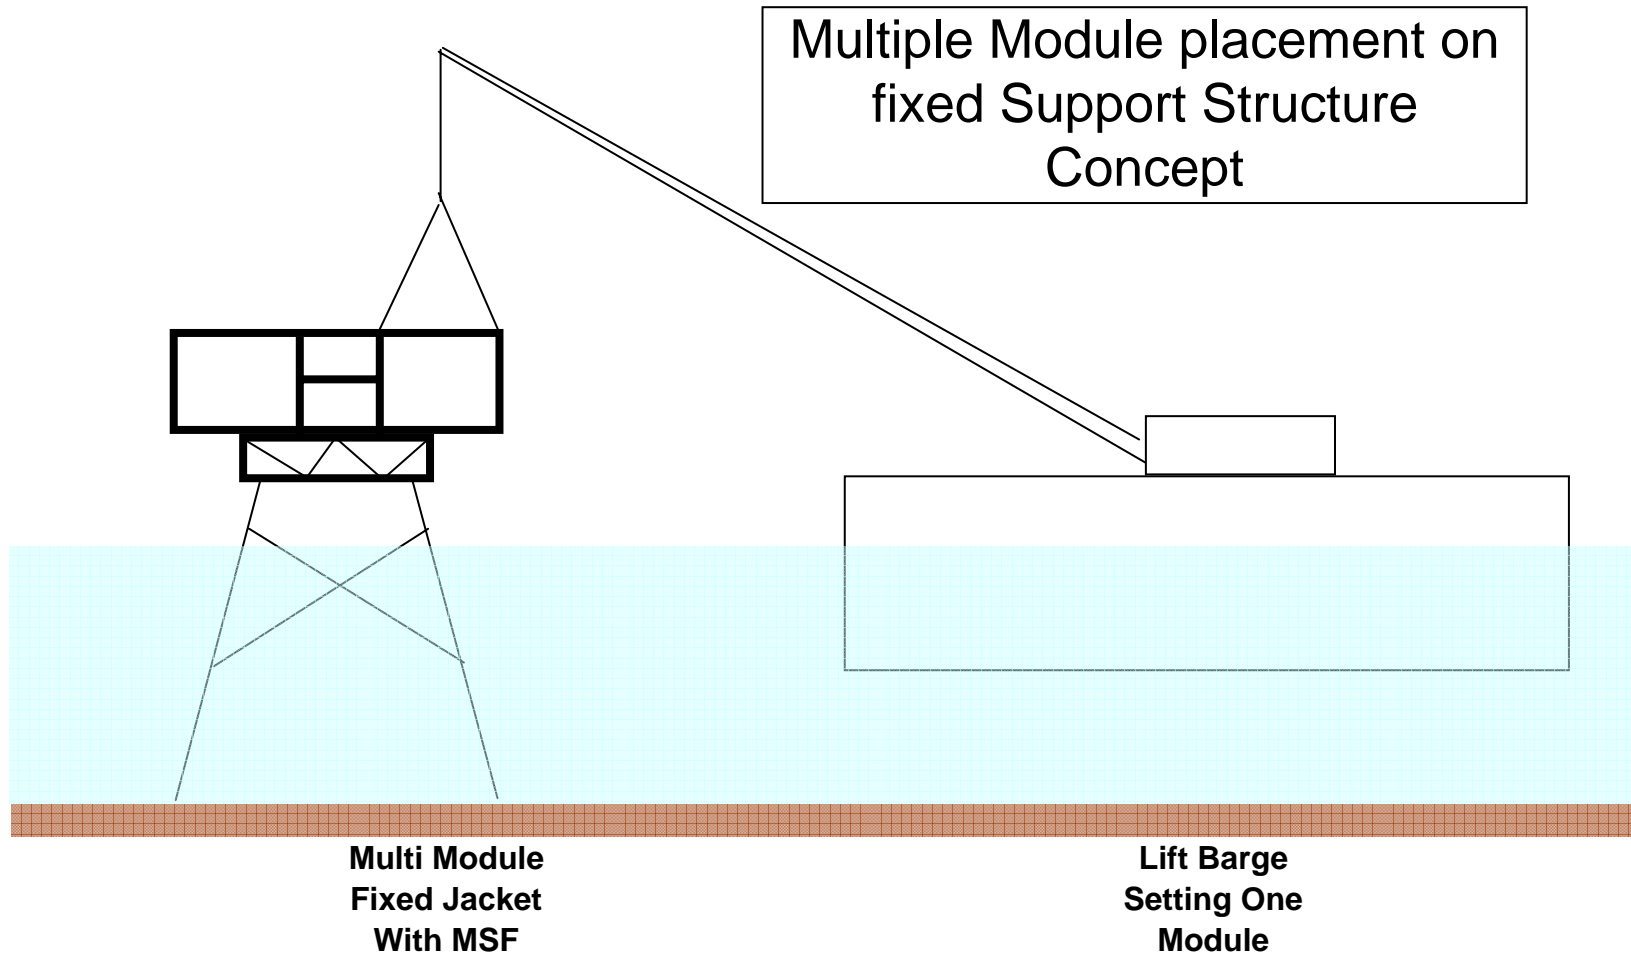 Multiple Module placement on
fixed Support Structure
Concept
Multi Module
Fixed Jacket
With MSF
Lift Barge
Setting One
Module